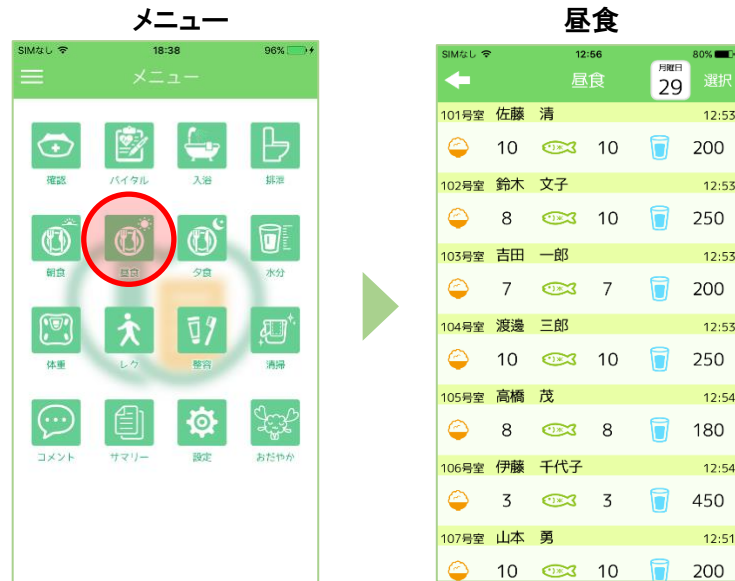 メニュー
SIMなし 18:38 96%
メニュー
確認 バイタル 入浴 排泄
朝食 昼食 夕食 水分
体重 レク 整容 清掃
コメント サマリー 設定 おだやか
昼食
SIMなし 12:56 80%
昼食 月曜日 29 選択
101号室 佐藤 清 12:53
10 10 200
102号室 鈴木 文子 12:53
8 10 250
103号室 吉田 一郎 12:53
7 7 200
104号室 渡邊 三郎 12:53
10 10 250
105号室 高橋 茂 12:54
8 8 180
106号室 伊藤 千代子 12:54
3 3 450
107号室 山本 勇 12:51
10 10 200